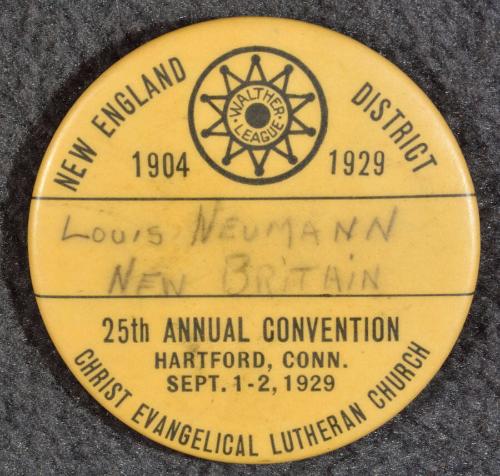 NEW ENGLAND DISTRICT
WALTHER
LEAGUE
1904 1929
LOUIS NEUMANN
NEW BRITAIN
25th ANNUAL CONVENTION
HARTFORD, CONN.
SEPT. 1-2, 1929
CHRIST EVANGELICAL LUTHERAN CHURCH